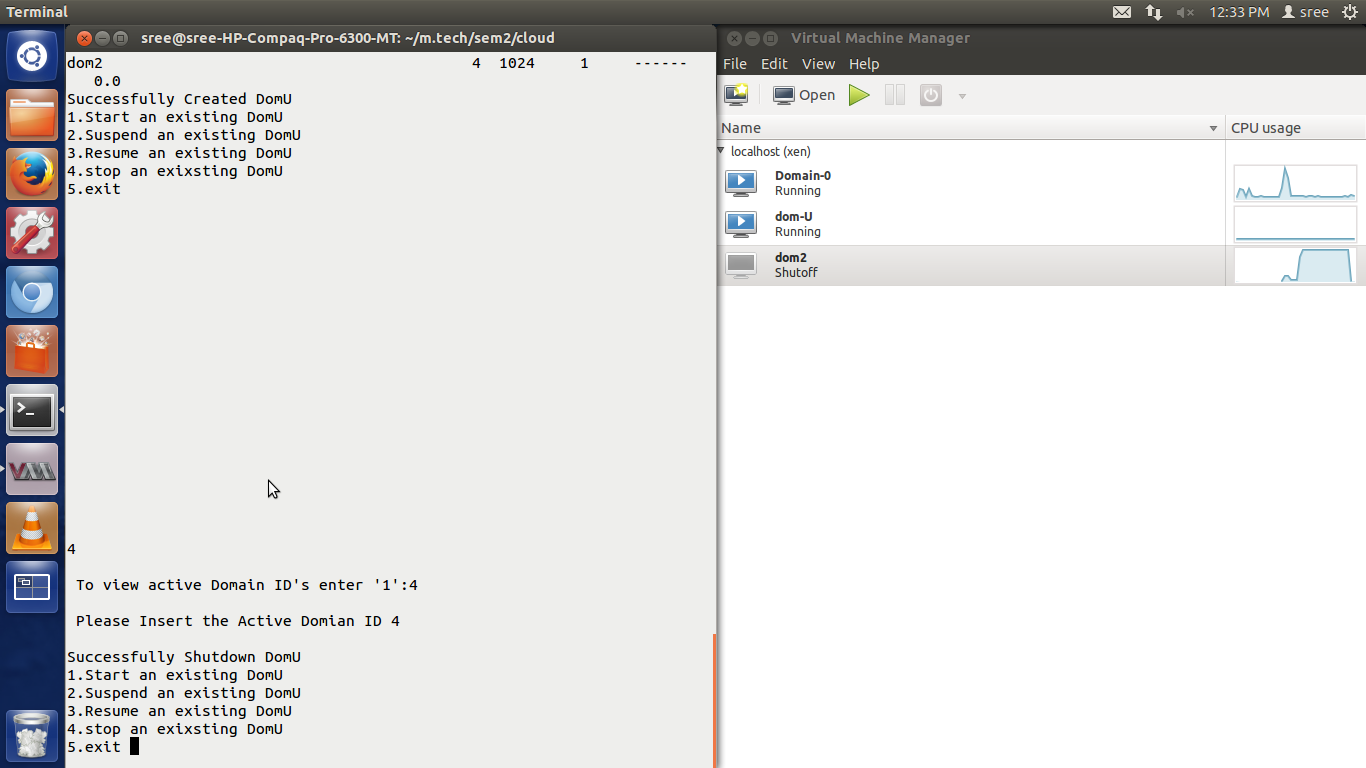 Terminal
12:33 PM sree
sree@sree-HP-Compaq-Pro-6300-MT: ~/m.tech/sem2/cloud
dom2 4 1024 1 ------
0.0
Successfully Created DomU
1.Start an existing DomU
2.Suspend an existing DomU
3.Resume an existing DomU
4.stop an exixsting DomU
5.exit
4
To view active Domain ID's enter '1':4
Please Insert the Active Domian ID 4
Successfully Shutdown DomU
1.Start an existing DomU
2.Suspend an existing DomU
3.Resume an existing DomU
4.stop an exixsting DomU
5.exit
Virtual Machine Manager
File Edit View Help
Open
Name CPU usage
localhost (xen)
Domain-0
Running
dom-U
Running
dom2
Shutoff